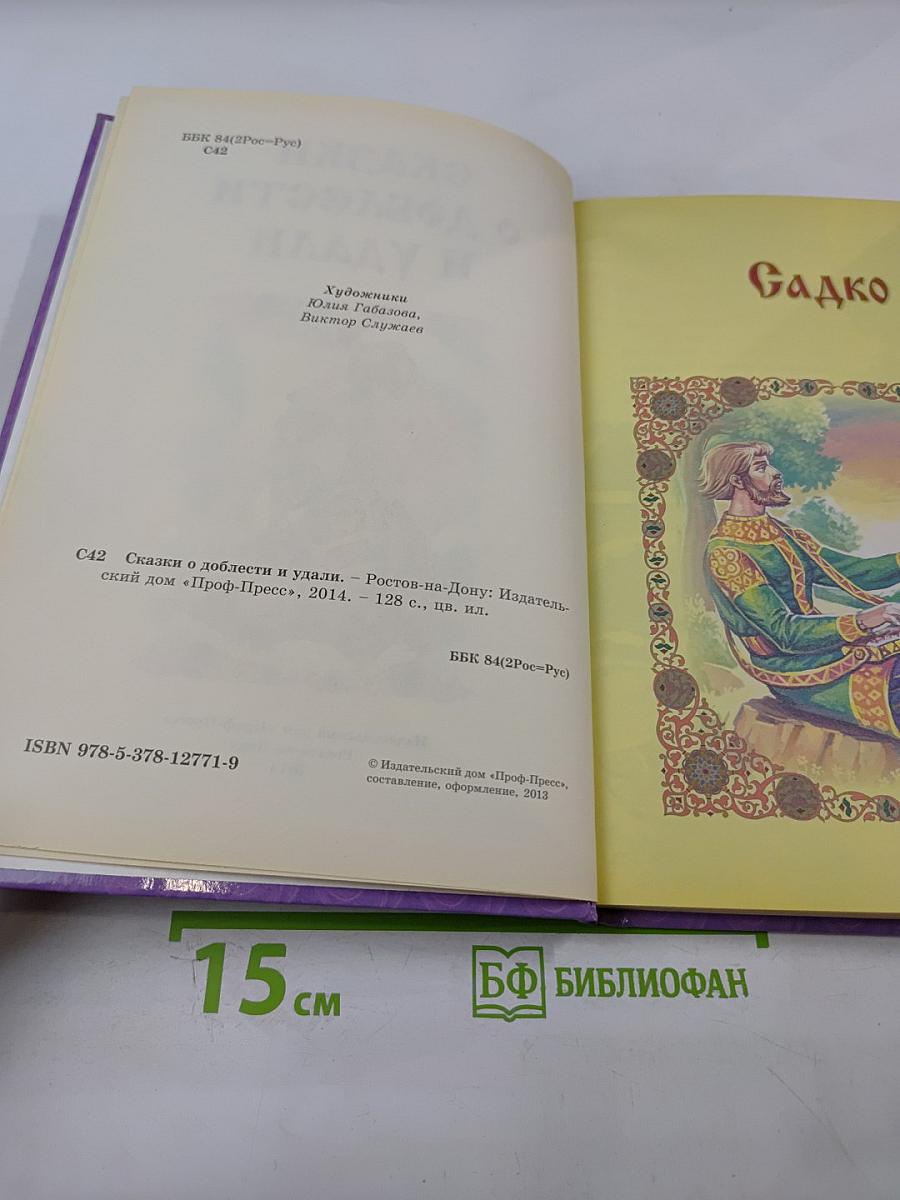 ББК 84(2Рос=Рус)
С42
Художники
Юлия Габазова,
Виктор Служаев
С42 Сказки о доблести и удали. – Ростов-на-Дону: Издатель-
ский дом «Проф-Пресс», 2014. – 128 с., цв. ил.
ББК 84(2Рос=Рус)
ISBN 978-5-378-12771-9
© Издательский дом «Проф-Пресс»,
составление, оформление, 2013
Садко
15 см
БФ БИБЛИОФАН